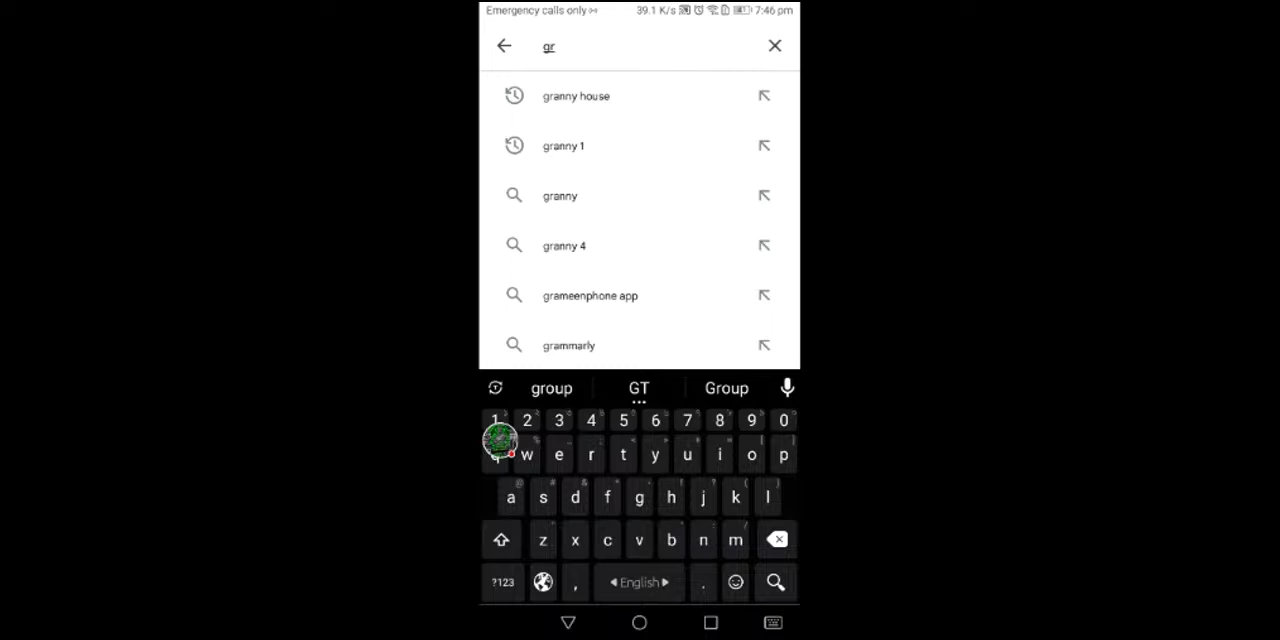 Emergency calls only 39.1 K/s 7:46 pm
gr
granny house
granny 1
granny
granny 4
grameenphone app
grammarly
group GT Group
1 2 3 4 5 6 7 8 9 0
q w e r t y u i o p
a s d f g h j k l
z x c v b n m
?123 , English .